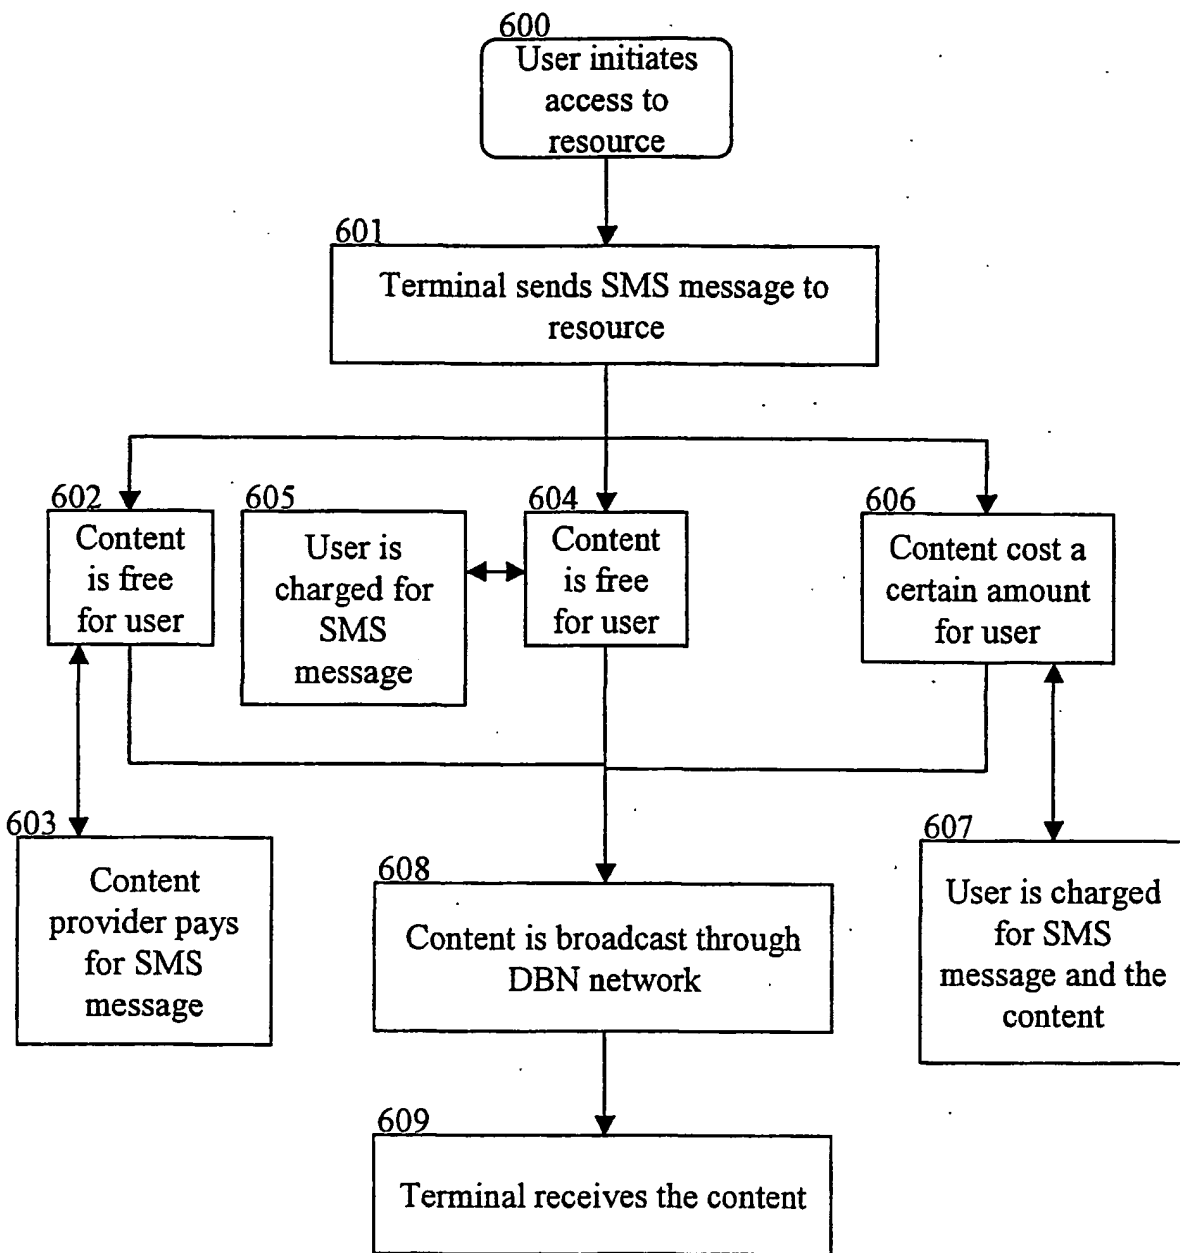 600
User initiates
access to
resource
601
Terminal sends SMS message to
resource
602
Content
is free
for user
605
User is
charged for
SMS
message
604
Content
is free
for user
606
Content cost a
certain amount
for user
603
Content
provider pays
for SMS
message
608
Content is broadcast through
DBN network
607
User is charged
for SMS
message and the
content
609
Terminal receives the content